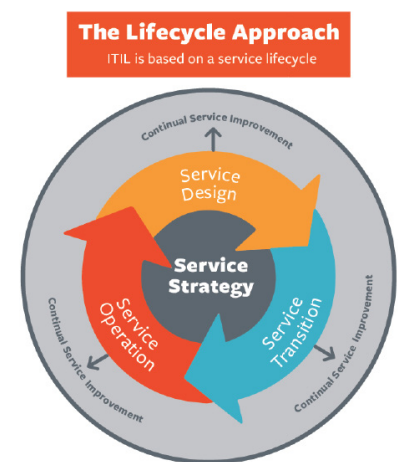 The Lifecycle Approach
ITIL is based on a service lifecycle
Continual Service Improvement
Service
Design
Service
Strategy
Service
Operation
Service
Transition
Continual Service Improvement
Continual Service Improvement